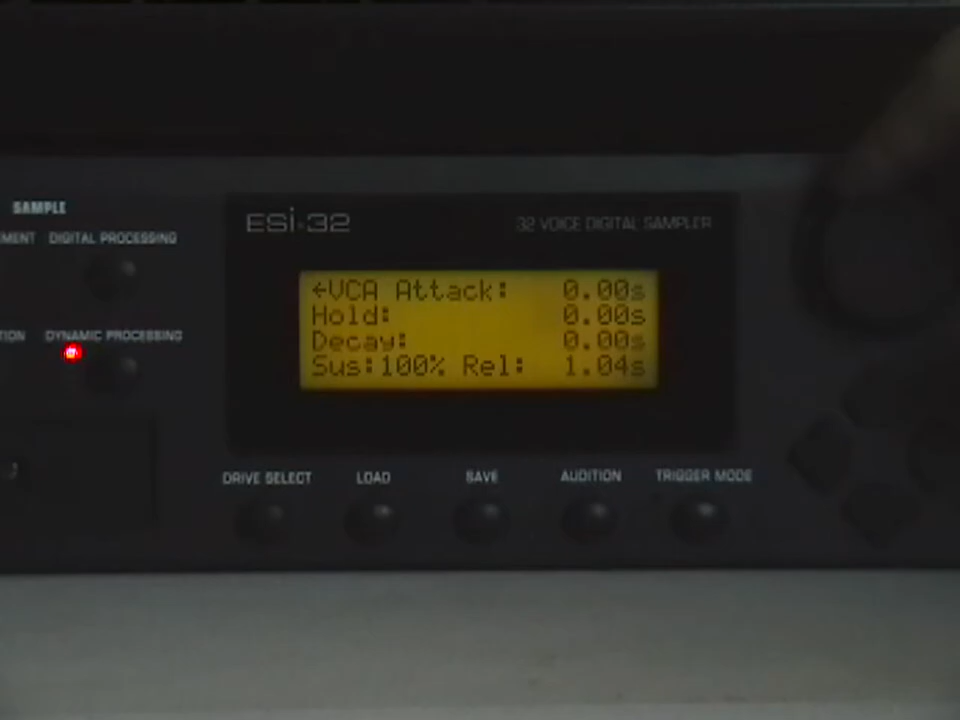 SAMPLE
DIGITAL PROCESSING
DYNAMIC PROCESSING
ESi-32
32 VOICE DIGITAL SAMPLER
←VCA Attack: 0.00s
Hold: 0.00s
Decay: 0.00s
Sus:100% Rel: 1.04s
DRIVE SELECT LOAD SAVE AUDITION TRIGGER MODE